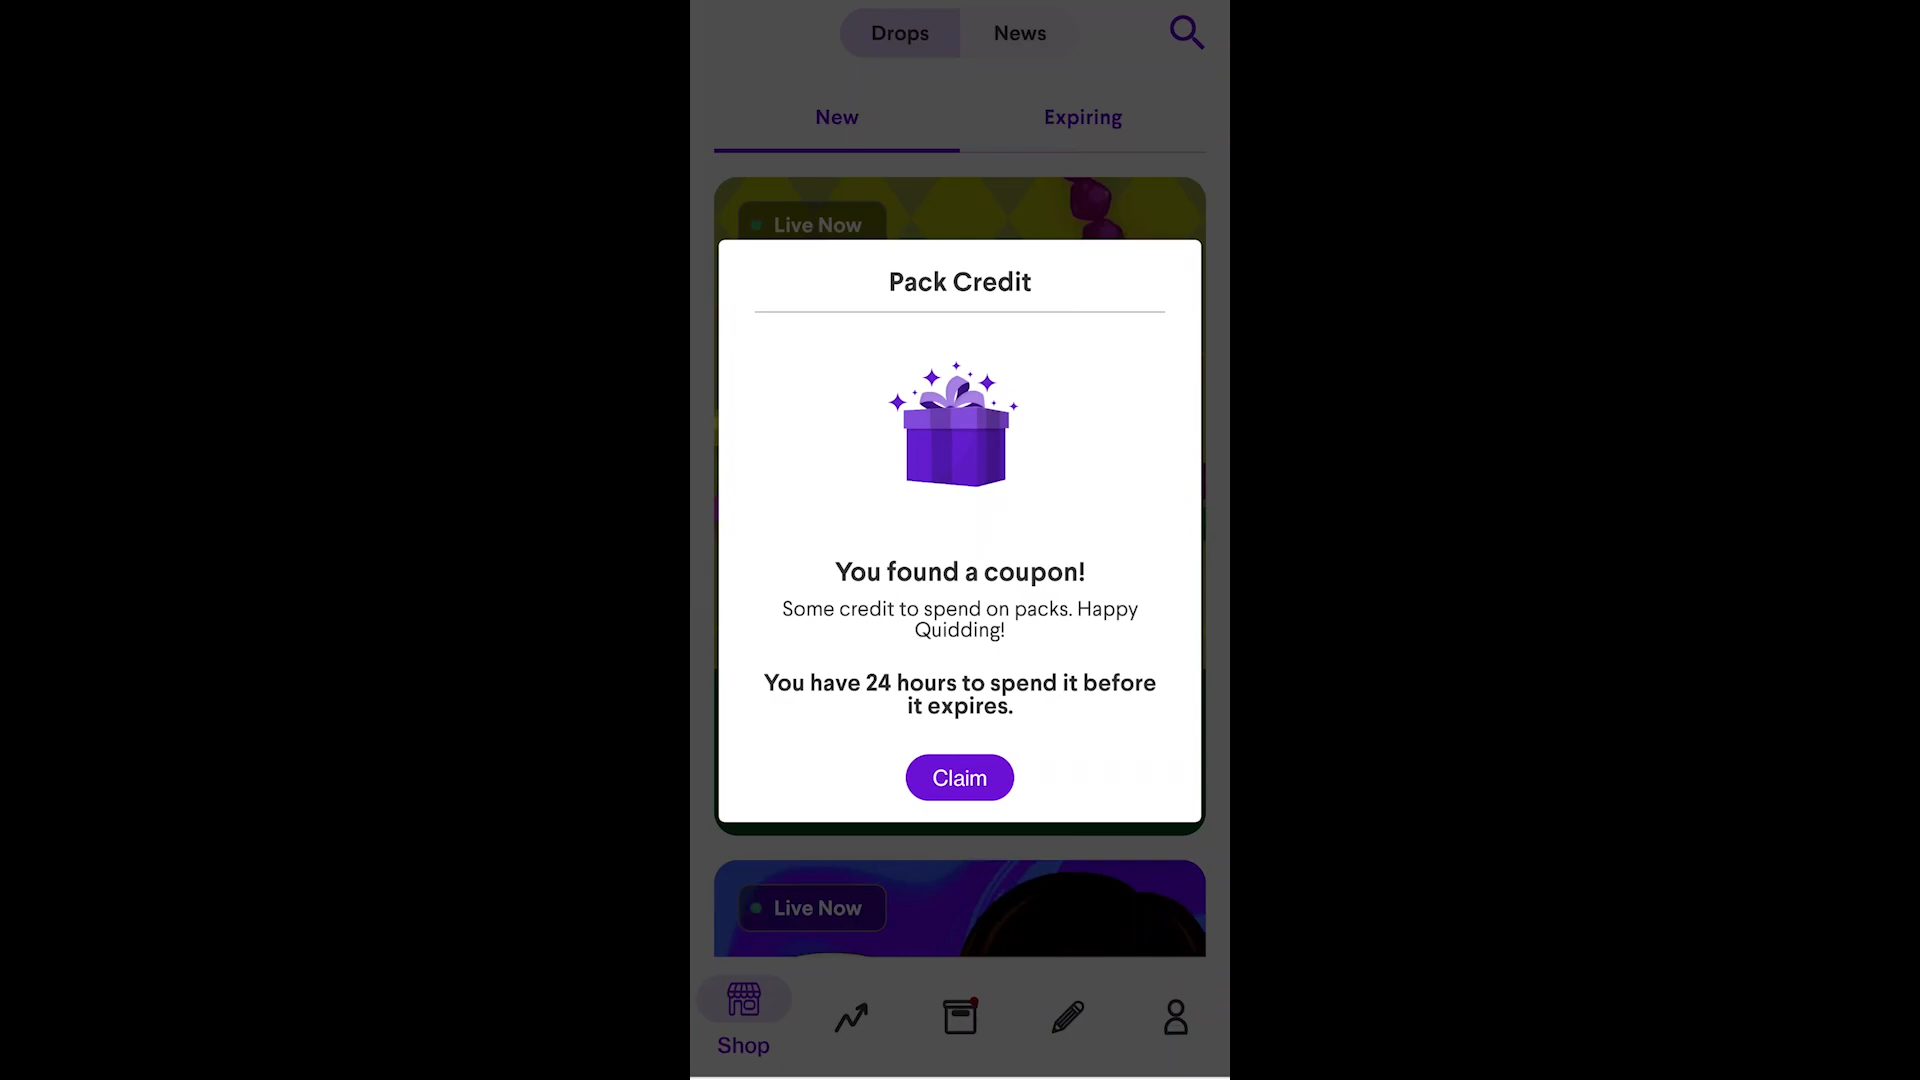 Drops
News
New
Expiring
Live Now
Pack Credit
You found a coupon!
Some credit to spend on packs. Happy
Quidding!
You have 24 hours to spend it before
it expires.
Claim
Live Now
Shop